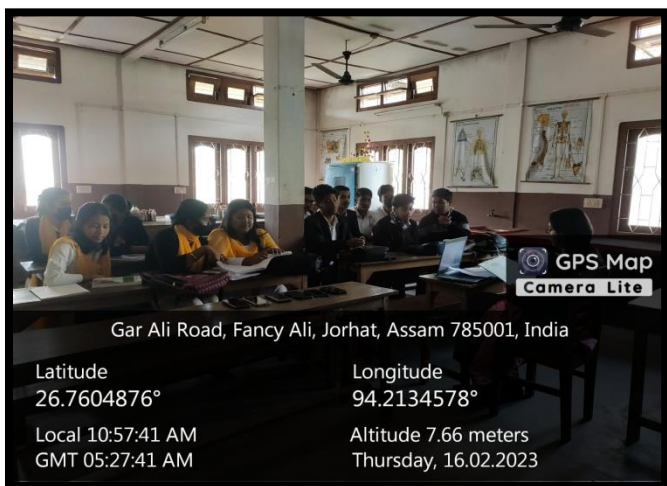 GPS Map
Camera Lite
Gar Ali Road, Fancy Ali, Jorhat, Assam 785001, India
Latitude
26.7604876°
Longitude
94.2134578°
Local 10:57:41 AM
GMT 05:27:41 AM
Altitude 7.66 meters
Thursday, 16.02.2023